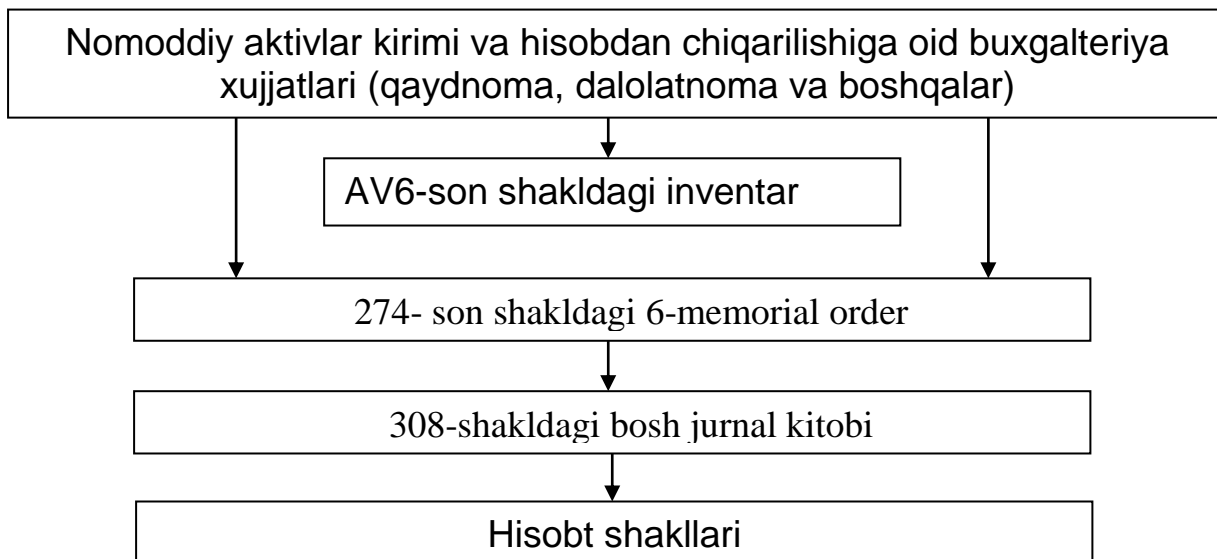 Nomoddiy aktivlar kirimi va hisobdan chiqarilishiga oid buxgalteriya
xujjatlari (qaydnoma, dalolatnoma va boshqalar)
AV6-son shakldagi inventar
274- son shakldagi 6-memorial order
308-shakldagi bosh jurnal kitobi
Hisobt shakllari